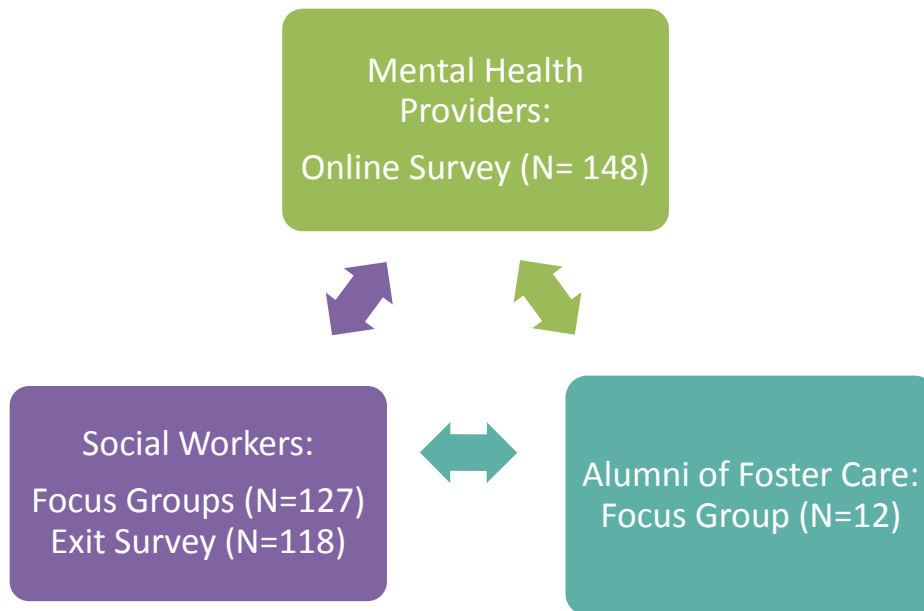 Mental Health
Providers:
Online Survey (N= 148)
Social Workers:
Focus Groups (N=127)
Exit Survey (N=118)
Alumni of Foster Care:
Focus Group (N=12)